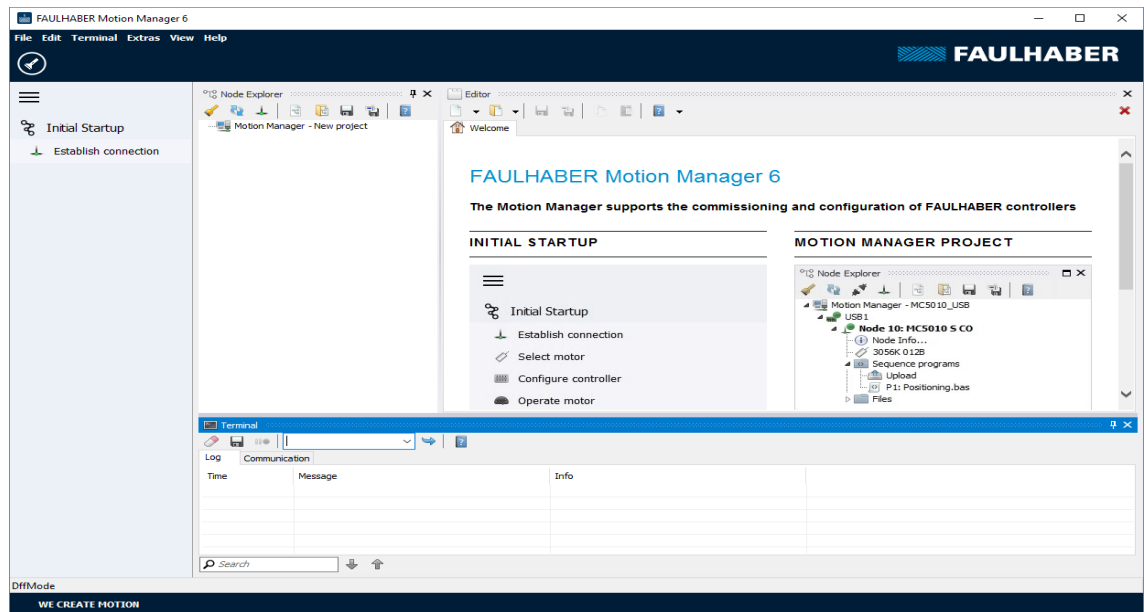 FAULHABER Motion Manager 6
File Edit Terminal Extras View Help
FAULHABER
Initial Startup
Establish connection
Node Explorer
Motion Manager - New project
Editor
Welcome
FAULHABER Motion Manager 6
The Motion Manager supports the commissioning and configuration of FAULHABER controllers
INITIAL STARTUP
Initial Startup
Establish connection
Select motor
Configure controller
Operate motor
MOTION MANAGER PROJECT
Node Explorer
Motion Manager - MC5010_USB
USB1
Node 10: MC5010 S CO
Node Info...
3056K012B
Sequence programs
Upload
P1: Positioning.bas
Files
Terminal
Log Communication
Time Message Info
Search
DffMode
WE CREATE MOTION